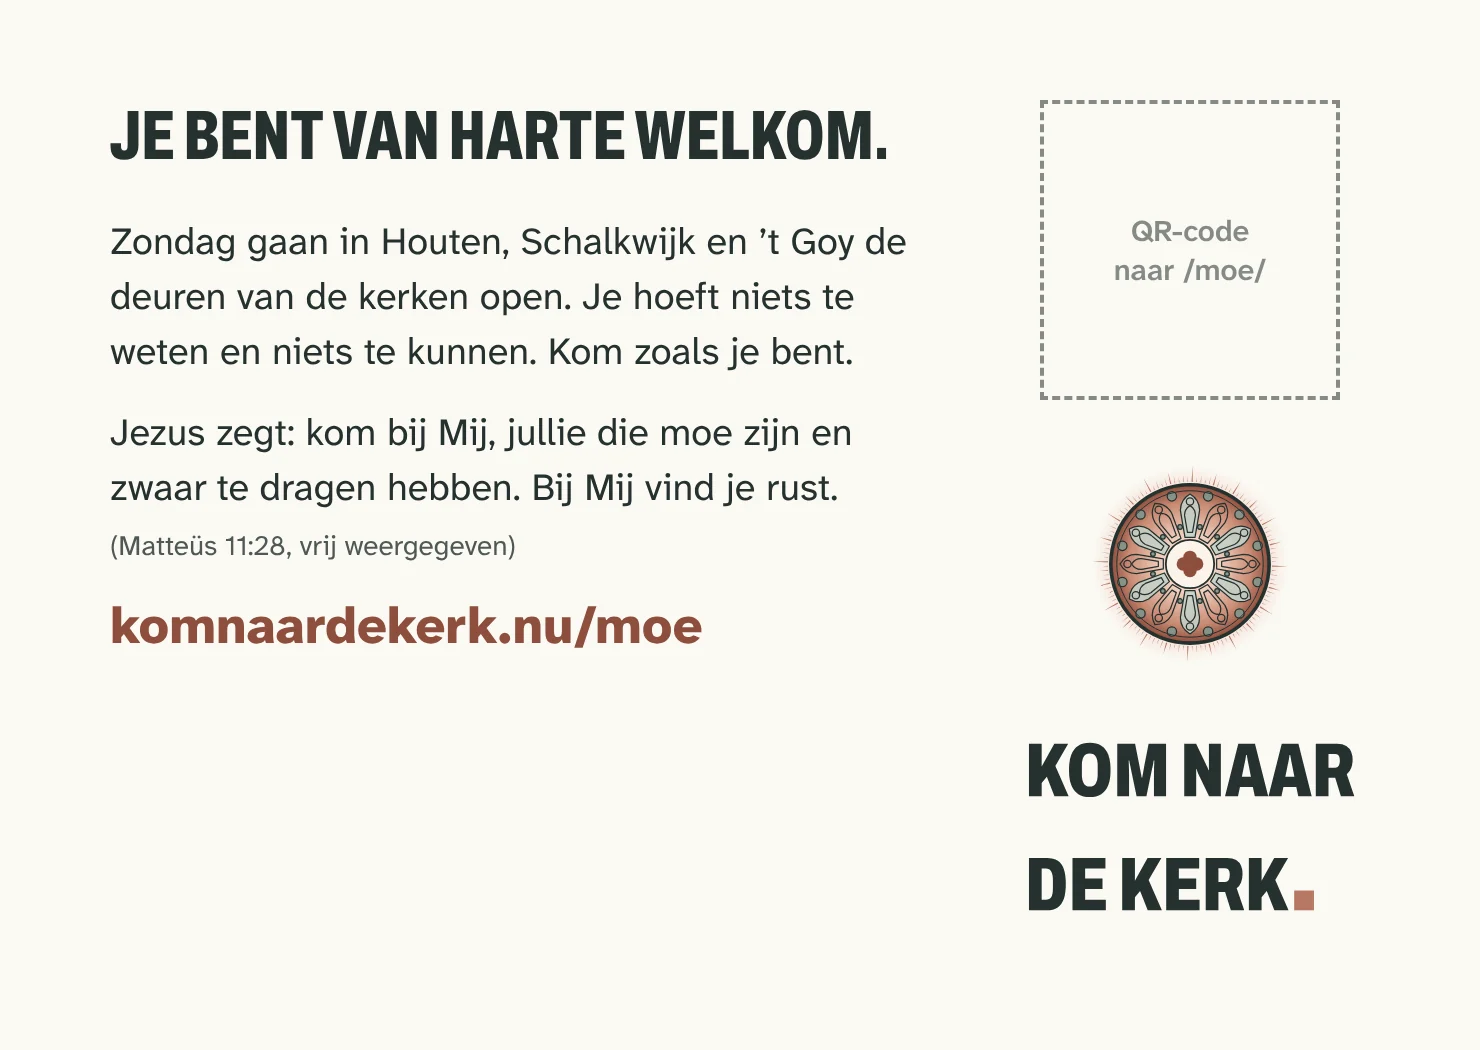 JE BENT VAN HARTE WELKOM.
Zondag gaan in Houten, Schalkwijk en ’t Goy de
deuren van de kerken open. Je hoeft niets te
weten en niets te kunnen. Kom zoals je bent.
Jezus zegt: kom bij Mij, jullie die moe zijn en
zwaar te dragen hebben. Bij Mij vind je rust.
(Matteüs 11:28, vrij weergegeven)
komnaardekerk.nu/moe
QR-code
naar /moe/
KOM NAAR
DE KERK.